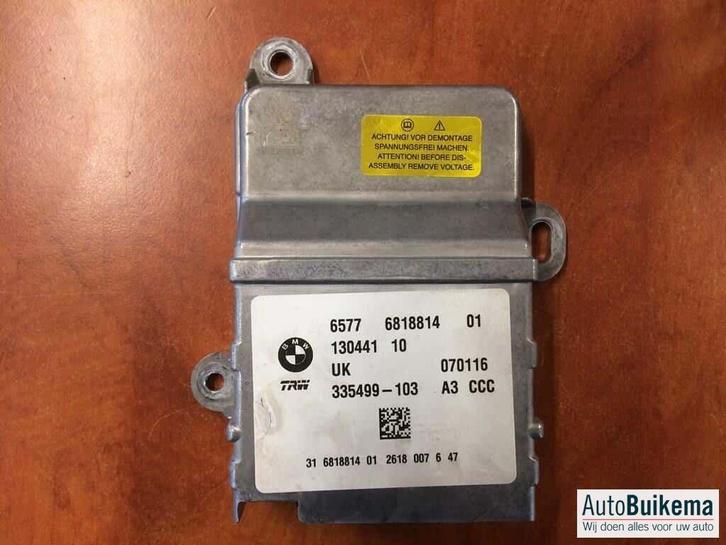 ACHTUNG! VOR DEMONTAGE
SPANNUNGSFREI MACHEN.
ATTENTION! BEFORE DIS-
ASSEMBLY REMOVE VOLTAGE.
BMW
6577 6818814 01
130441 10
UK 070116
TRW 335499-103 A3 CCC
31 6818814 01 2618 007 6 47
AutoBuikema
Wij doen alles voor uw auto